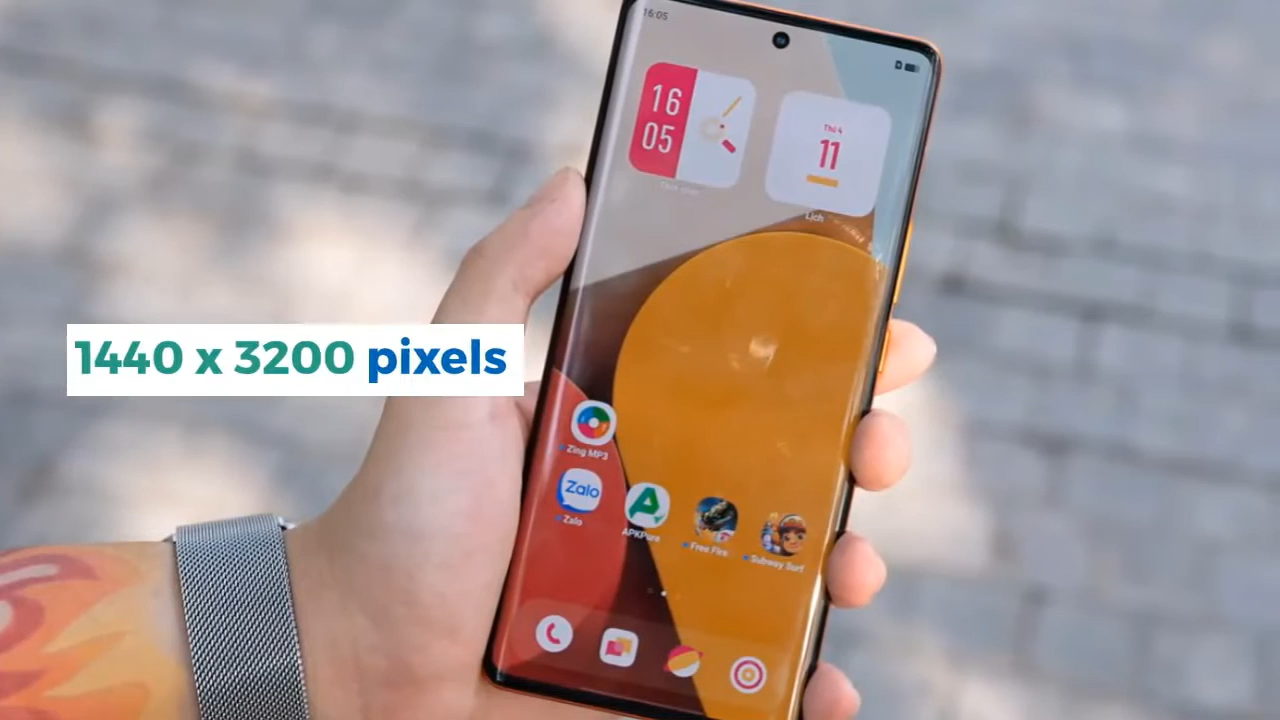 16:05
16
05
Thứ 4
11
Lịch
1440 x 3200 pixels
Zing MP3
Zalo
Zalo
APKPure
Free Fire
Subway Surf